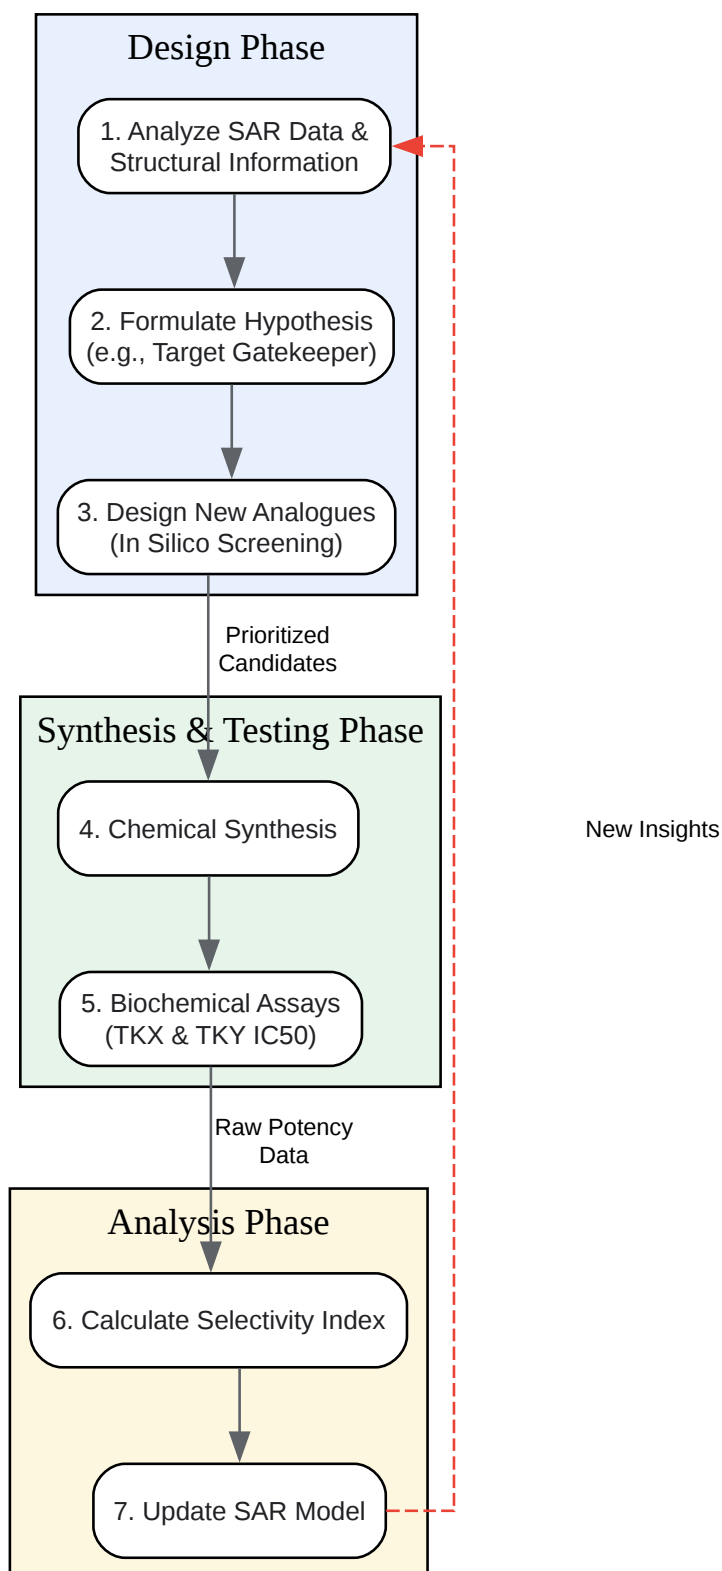 Design Phase
1. Analyze SAR Data &
Structural Information
2. Formulate Hypothesis
(e.g., Target Gatekeeper)
3. Design New Analogues
(In Silico Screening)
Prioritized
Candidates
Synthesis & Testing Phase
4. Chemical Synthesis
New Insights
5. Biochemical Assays
(TKX & TKY IC50)
Raw Potency
Data
Analysis Phase
6. Calculate Selectivity Index
7. Update SAR Model